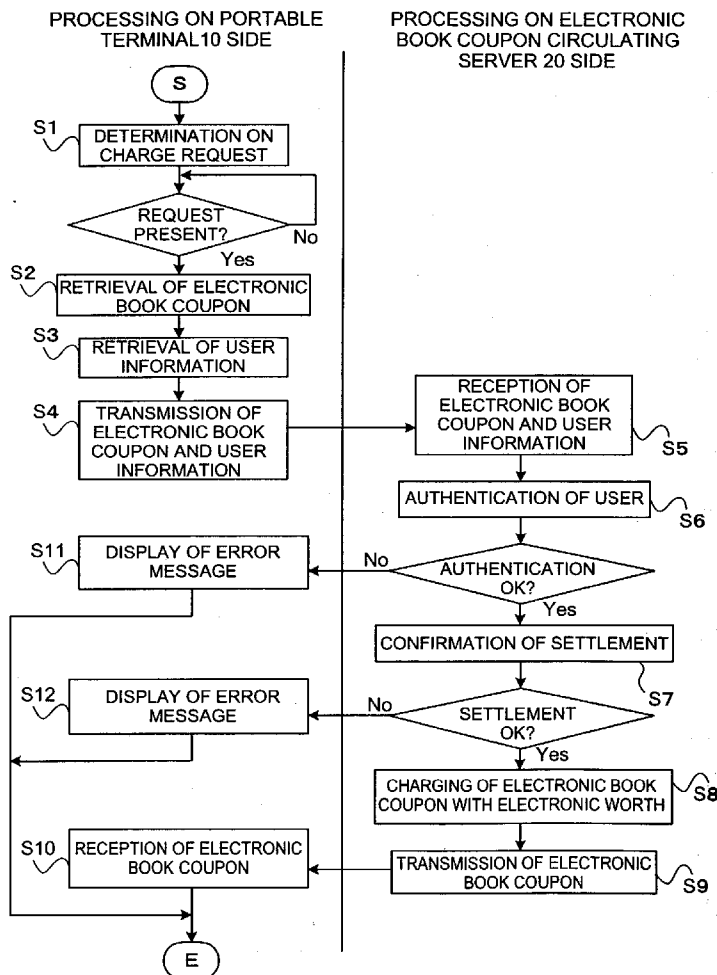 PROCESSING ON PORTABLE
TERMINAL10 SIDE
PROCESSING ON ELECTRONIC
BOOK COUPON CIRCULATING
SERVER 20 SIDE
S
S1
DETERMINATION ON
CHARGE REQUEST
REQUEST
PRESENT?
No
Yes
S2
RETRIEVAL OF ELECTRONIC
BOOK COUPON
S3
RETRIEVAL OF USER
INFORMATION
S4
TRANSMISSION OF
ELECTRONIC BOOK
COUPON AND USER
INFORMATION
RECEPTION OF
ELECTRONIC BOOK
COUPON AND USER
INFORMATION
S5
AUTHENTICATION OF USER
S6
S11
DISPLAY OF ERROR
MESSAGE
No
AUTHENTICATION
OK?
Yes
CONFIRMATION OF SETTLEMENT
S7
S12
DISPLAY OF ERROR
MESSAGE
No
SETTLEMENT
OK?
Yes
CHARGING OF ELECTRONIC BOOK
COUPON WITH ELECTRONIC WORTH
S8
S10
RECEPTION OF ELECTRONIC
BOOK COUPON
TRANSMISSION OF ELECTRONIC
BOOK COUPON
S9
E